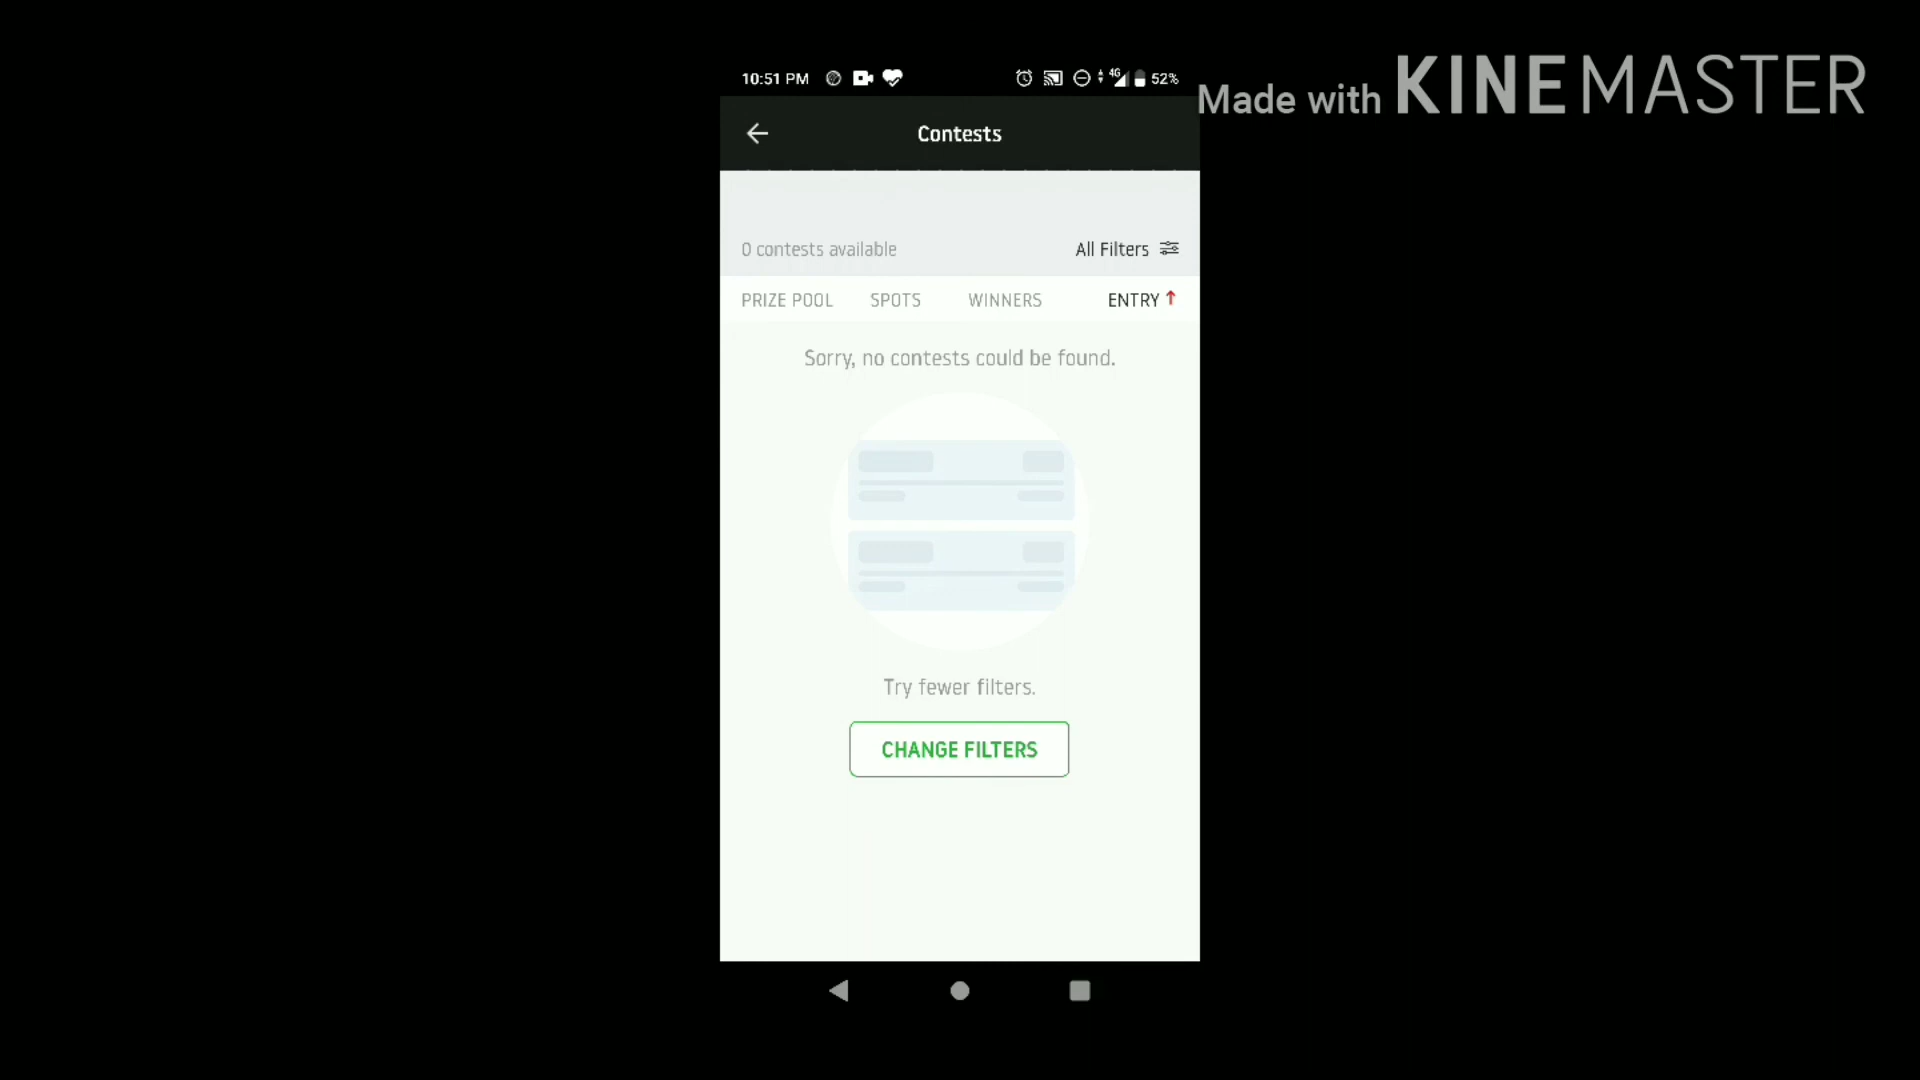 10:51 PM 4G 52%
Made with KINEMASTER
Contests
0 contests available All Filters
PRIZE POOL SPOTS WINNERS ENTRY
Sorry, no contests could be found.
Try fewer filters.
CHANGE FILTERS